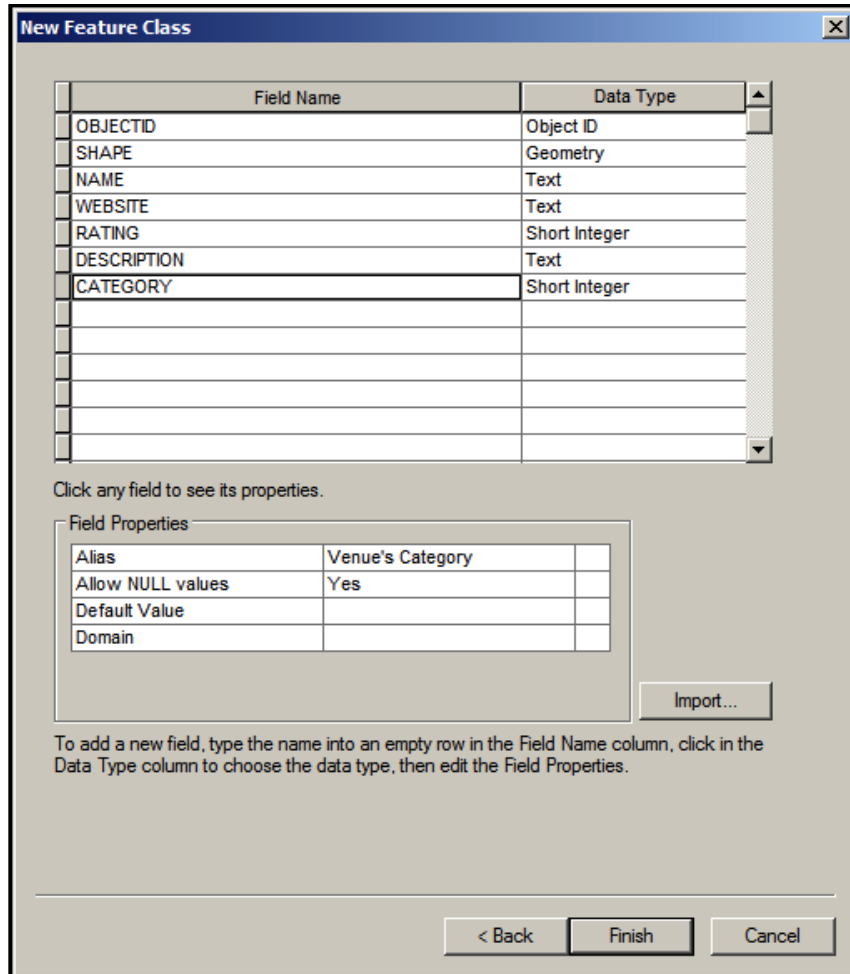 New Feature Class
Field Name Data Type
OBJECTID Object ID
SHAPE Geometry
NAME Text
WEBSITE Text
RATING Short Integer
DESCRIPTION Text
CATEGORY Short Integer
Click any field to see its properties.
Field Properties
Alias Venue's Category
Allow NULL values Yes
Default Value
Domain
Import...
To add a new field, type the name into an empty row in the Field Name column, click in the
Data Type column to choose the data type, then edit the Field Properties.
< Back Finish Cancel